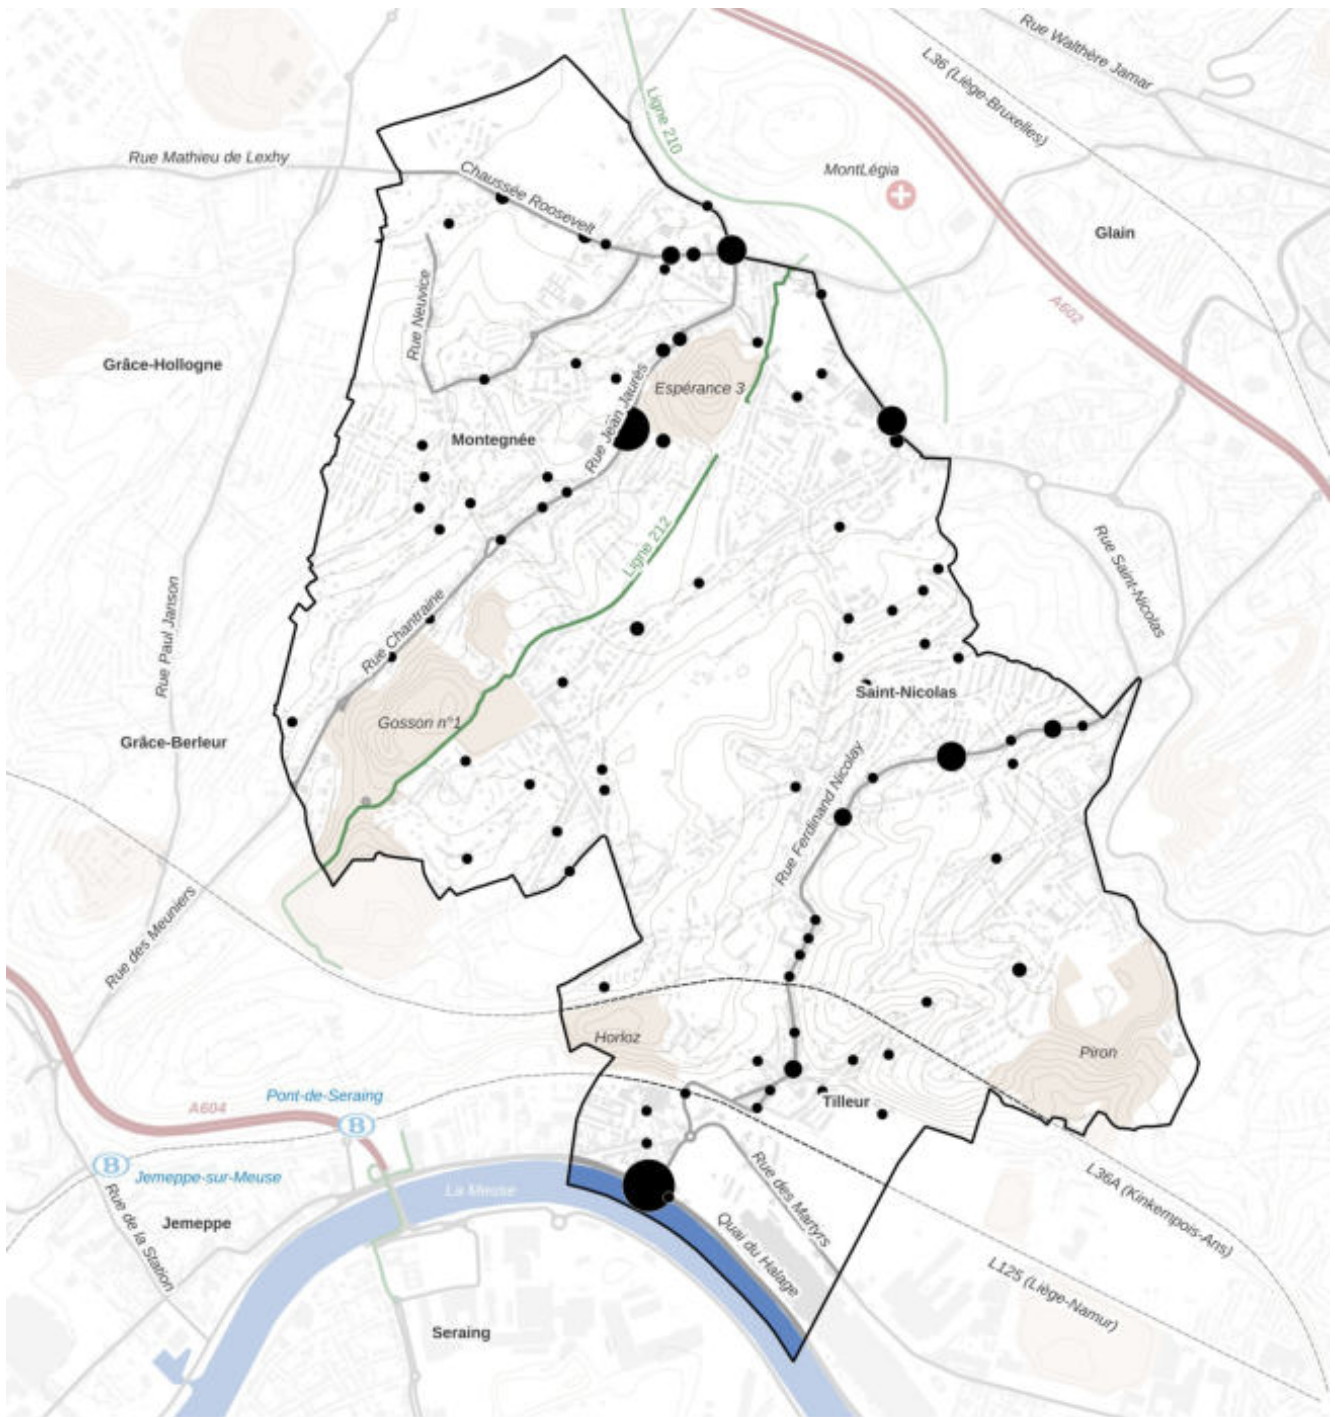 Rue Walthère Jamar
L36 (Liège-Bruxelles)
Ligne 210
Rue Mathieu de Lexhy
Chaussée Roosevelt
MontLégia
Glain
A602
Rue Neuvice
Grâce-Hollogne
Rue Jean Jaurès
Espérance 3
Montegnée
Ligne 212
Rue Saint-Nicolas
Rue Paul Janson
Rue Chantraine
Saint-Nicolas
Gosson n°1
Grâce-Berleur
Rue Ferdinand Nicolay
Rue des Meuniers
Horloz
Piron
Pont-de-Seraing
A604
B
Tilleur
B
Jemeppe-sur-Meuse
La Meuse
Rue de la Station
Jemeppe
Rue des Martyrs
Quai du Halage
L36A (Kinkempois-Ans)
L125 (Liège-Namur)
Seraing